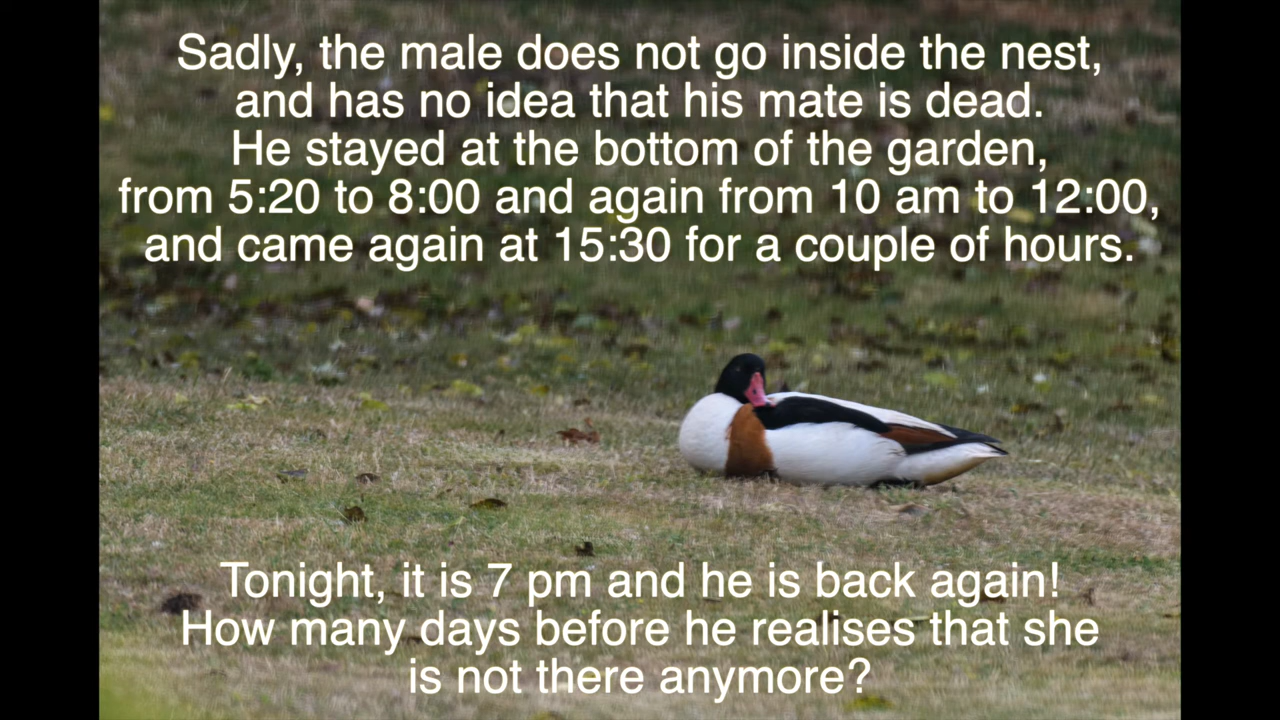 Sadly, the male does not go inside the nest,
and has no idea that his mate is dead.
He stayed at the bottom of the garden,
from 5:20 to 8:00 and again from 10 am to 12:00,
and came again at 15:30 for a couple of hours.
Tonight, it is 7 pm and he is back again!
How many days before he realises that she
is not there anymore?